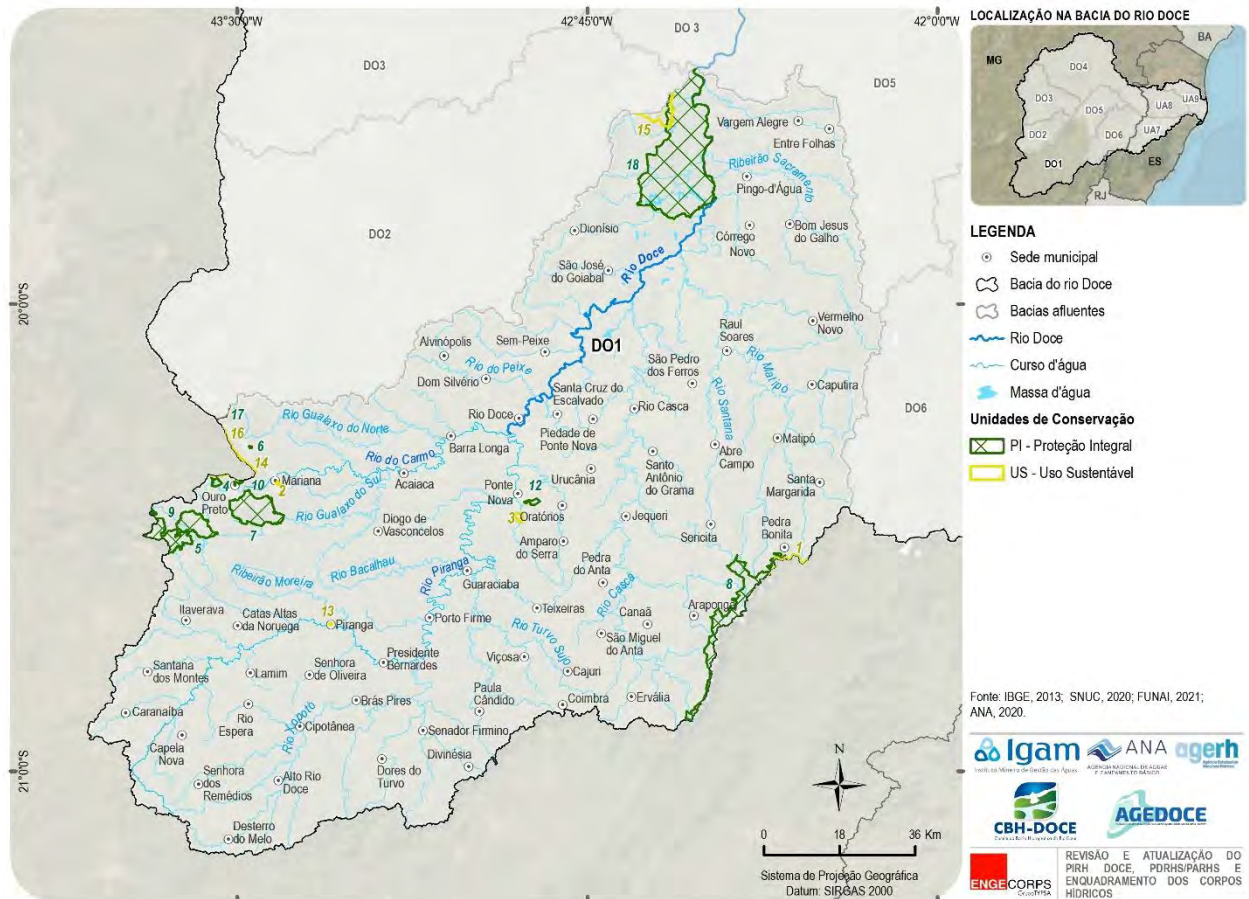 43°30'0"W
42°45'0"W
42°0'0"W
20°0'0"S
21°0'0"S
DO3
DO 3
DO5
DO2
DO6
DO1
15
18
Vargem Alegre
Entre Folhas
Ribeirão Sacramento
Pingo-d'Água
Dionísio
Córrego
Novo
Bom Jesus
do Galho
São José
do Goiabal
Rio Doce
Vermelho
Novo
Raul
Soares
Alvinópolis
Sem-Peixe
Rio do Peixe
Dom Silvério
São Pedro
dos Ferros
Rio Matipó
Caputira
Santa Cruz do
Escalvado
Rio Doce
Rio Casca
Rio Santana
17
16
6
14
Rio Gualaxo do Norte
Barra Longa
Piedade de
Ponte Nova
Matipó
Abre
Campo
Rio do Carmo
4
10
2
Mariana
Ouro
Preto
Acaiaca
Urucânia
Santo
Antônio
do Grama
Santa
Margarida
Rio Gualaxo do Sul
Ponte
Nova
12
9
5
7
3
Oratórios
Jequeri
Diogo de
Vasconcelos
Amparo
do Serra
Sericita
Pedra
Bonita
1
Ribeirão Moreira
Rio Bacalhau
Rio Piranga
Guaraciaba
Pedra
do Anta
8
Rio Casca
Itaverava
Catas Altas
da Noruega
13
Piranga
Porto Firme
Teixeiras
Canaã
Araponga
Rio Turvo Sujo
São Miguel
do Anta
Santana
dos Montes
Lamim
Senhora
de Oliveira
Presidente
Bernardes
Viçosa
Cajuri
Caranaíba
Rio
Espera
Brás Pires
Paula
Cândido
Coimbra
Ervália
Capela
Nova
Rio Xopotó
Cipotânea
Senador Firmino
Divinésia
Senhora
dos
Remédios
Alto Rio
Doce
Dores do
Turvo
Desterro
do Melo
N
0 18 36 Km
Sistema de Projeção Geográfica
Datum: SIRGAS 2000
LOCALIZAÇÃO NA BACIA DO RIO DOCE
MG
BA
DO4
DO3
DO5
UA8
UA9
DO2
DO6
UA7
DO1
ES
RJ
LEGENDA
Sede municipal
Bacia do rio Doce
Bacias afluentes
Rio Doce
Curso d'água
Massa d'água
Unidades de Conservação
PI - Proteção Integral
US - Uso Sustentável
Fonte: IBGE, 2013; SNUC, 2020; FUNAI, 2021;
ANA, 2020.
Igam
Instituto Mineiro de Gestão das Águas
ANA
AGÊNCIA NACIONAL DE ÁGUAS
E SANEAMENTO BÁSICO
agerh
CBH-DOCE
AGEDOCE
ENGECORPS
REVISÃO E ATUALIZAÇÃO DO
PIRH DOCE, PDRHS/PARHS E
ENQUADRAMENTO DOS CORPOS
HÍDRICOS